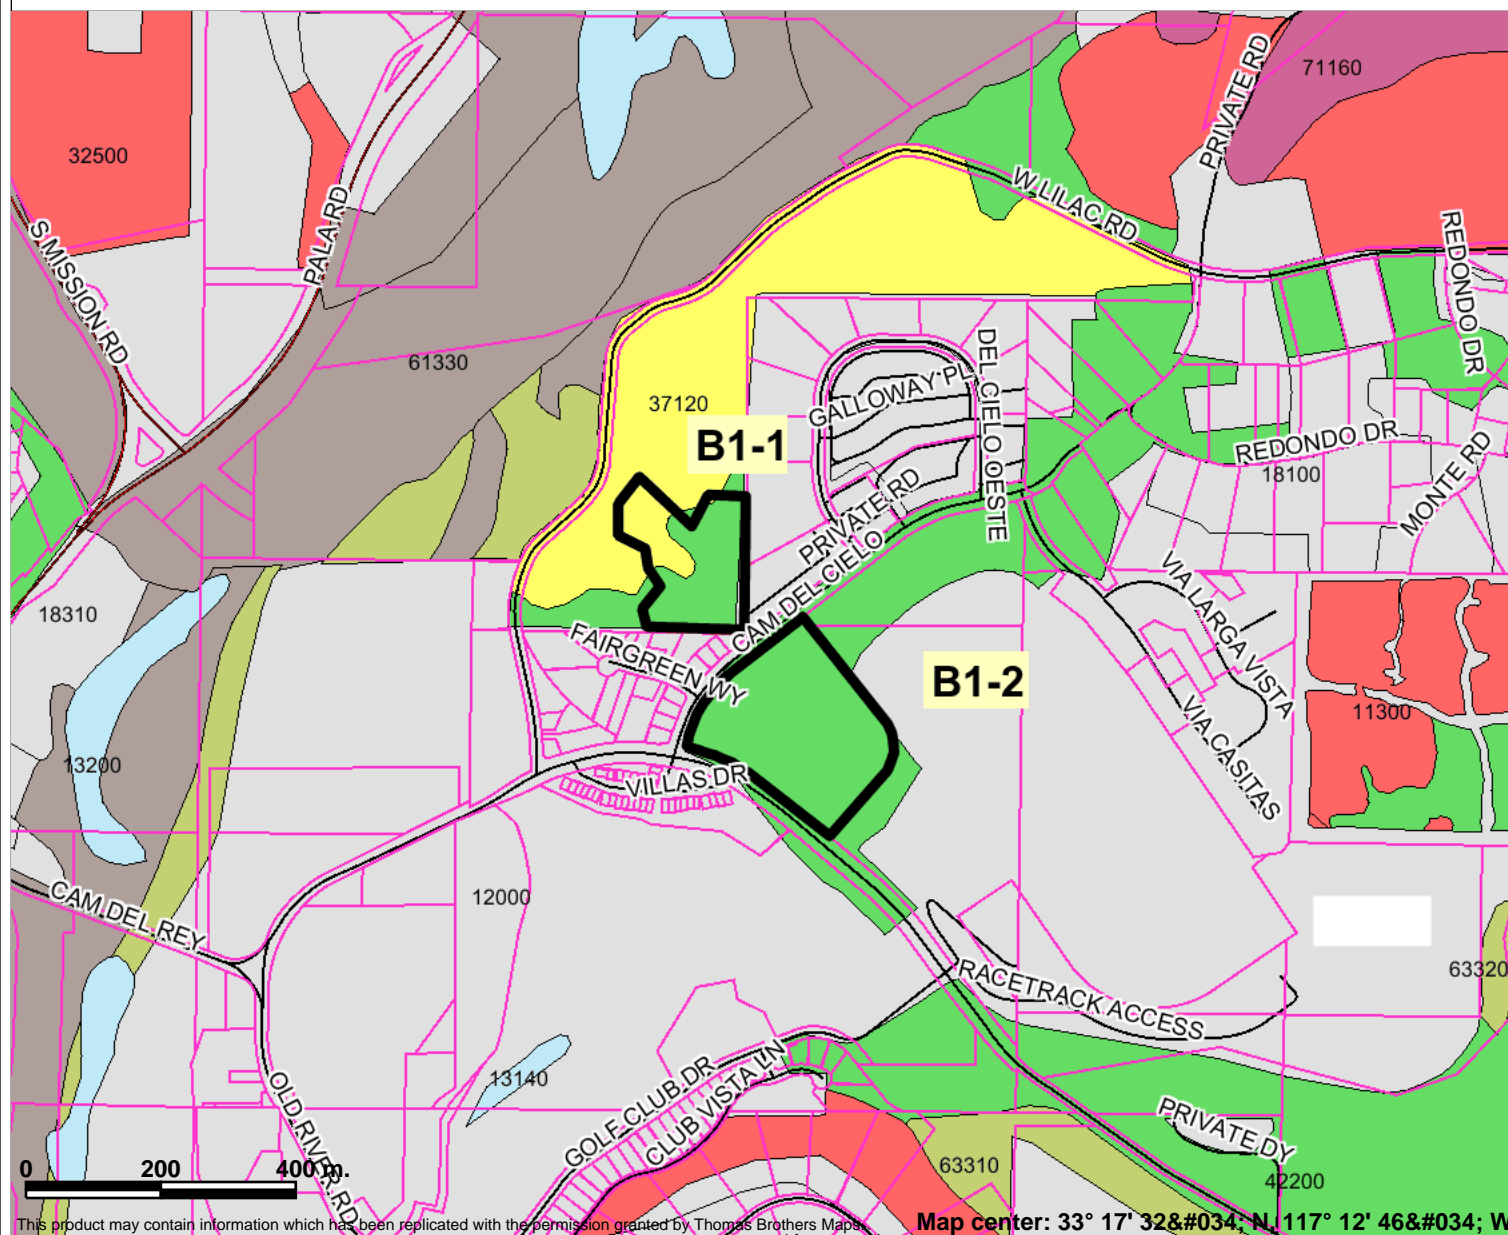 PRIVATE RD
71160
32500
W LILAC RD
PALA RD
S MISSION RD
REDONDO DR
61330
DEL CIELO OESTE
GALLOWAY PL
37120
B1-1
REDONDO DR
18100
MONTE RD
PRIVATE RD
CAM DEL CIELO
VIA LARGA VISTA
18310
FAIRGREEN WY
B1-2
VIA CASITAS
11300
13200
VILLAS DR
12000
CAM DEL REY
63320
RACETRACK ACCESS
13140
GOLF CLUB DR
CLUB VISTA LN
OLD RIVER RD
PRIVATE DY
63310
42200
0 200 400 m.
This product may contain information which has been replicated with the permission granted by Thomas Brothers Maps.
Map center: 33° 17' 32&#034; N, 117° 12' 46&#034; W